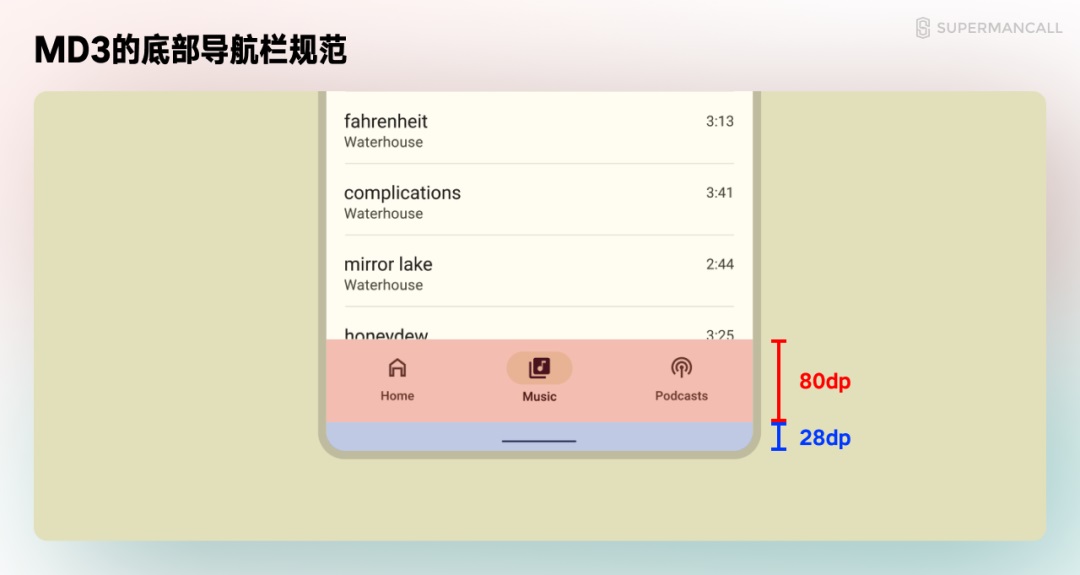 SUPERMANCALL
MD3的底部导航栏规范
fahrenheit 3:13
Waterhouse
complications 3:41
Waterhouse
mirror lake 2:44
Waterhouse
honeydew 3:25
Home Music Podcasts
80dp
28dp